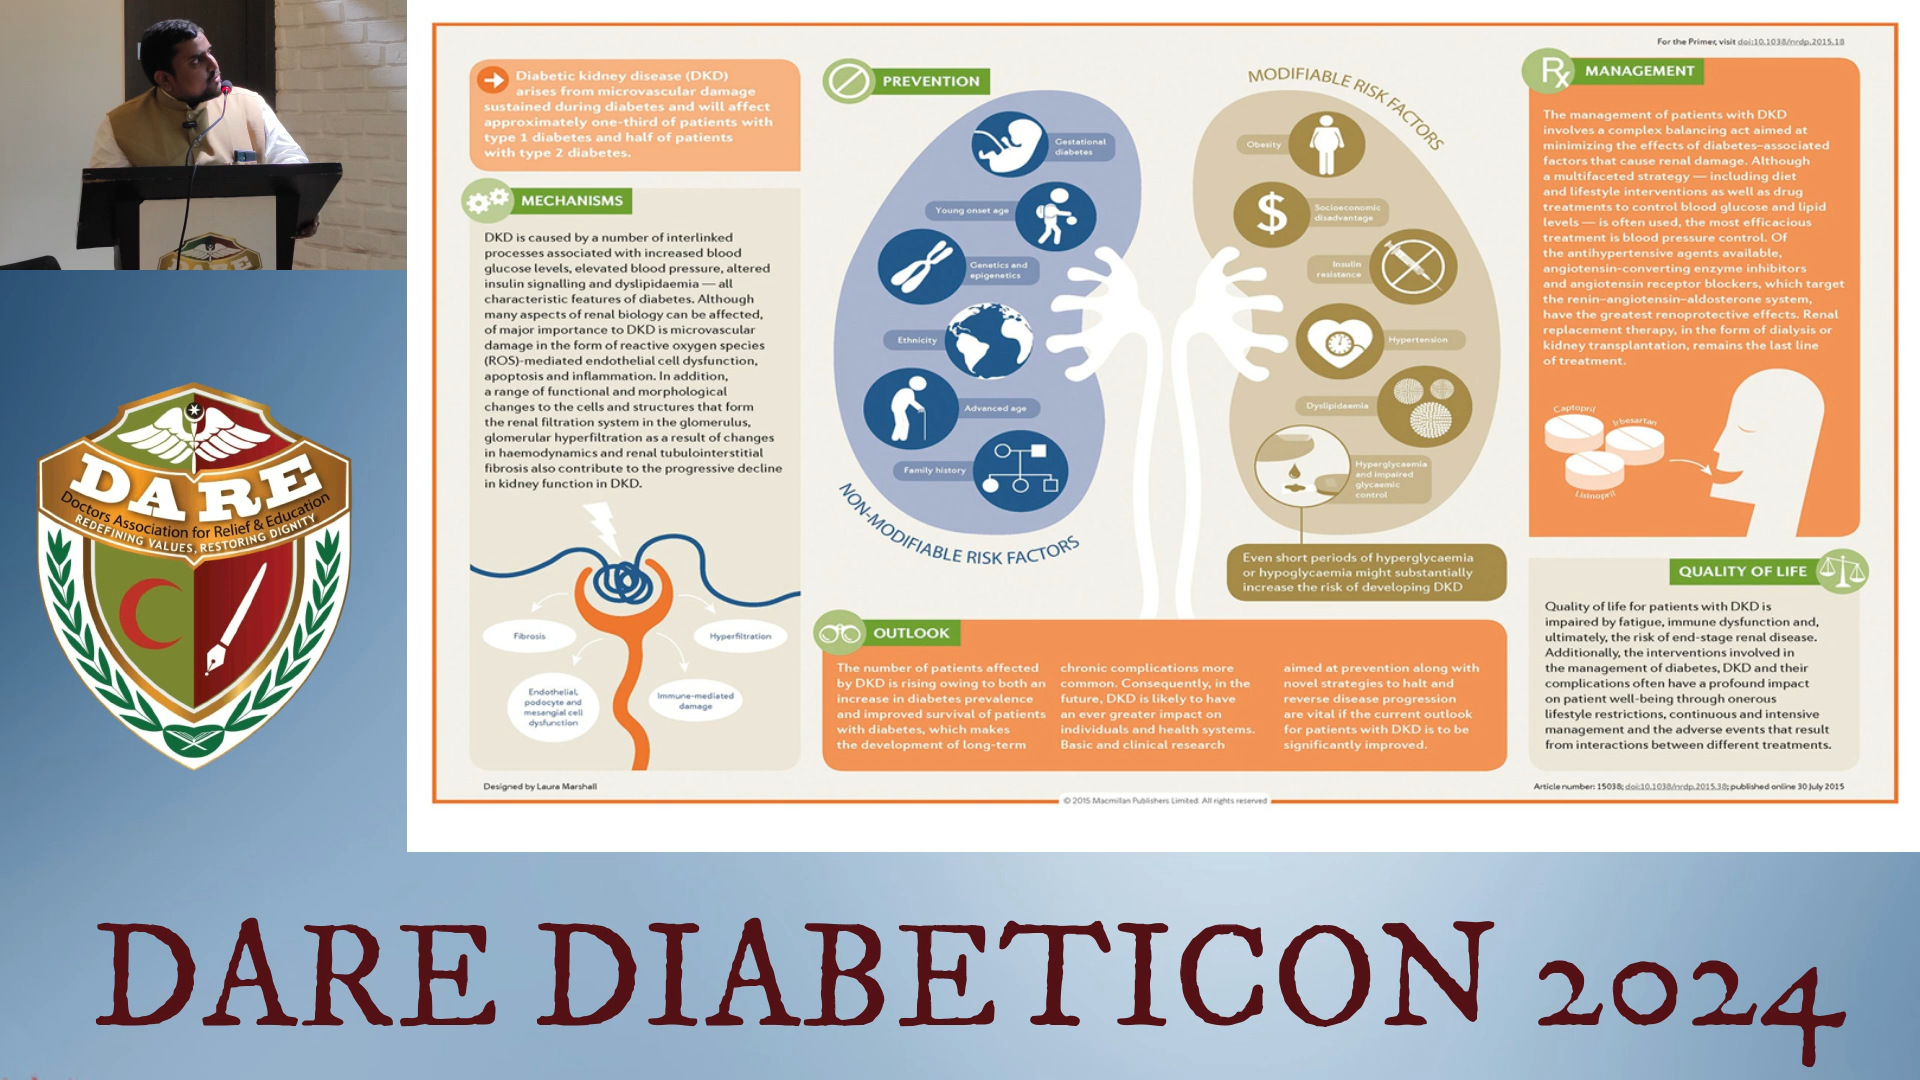 DARE
For the Primer, visit doi:10.1038/nrdp.2015.18
Diabetic kidney disease (DKD)
arises from microvascular damage
sustained during diabetes and will affect
approximately one-third of patients with
type 1 diabetes and half of patients
with type 2 diabetes.
MECHANISMS
DKD is caused by a number of interlinked
processes associated with increased blood
glucose levels, elevated blood pressure, altered
insulin signalling and dyslipidaemia — all
characteristic features of diabetes. Although
many aspects of renal biology can be affected,
of major importance to DKD is microvascular
damage in the form of reactive oxygen species
(ROS)-mediated endothelial cell dysfunction,
apoptosis and inflammation. In addition,
a range of functional and morphological
changes to the cells and structures that form
the renal filtration system in the glomerulus,
glomerular hyperfiltration as a result of changes
in haemodynamics and renal tubulointerstitial
fibrosis also contribute to the progressive decline
in kidney function in DKD.
Fibrosis
Hyperfiltration
Endothelial,
podocyte and
mesangial cell
dysfunction
Immune-mediated
damage
Designed by Laura Marshall
PREVENTION
Gestational
diabetes
Young onset age
Genetics and
epigenetics
Ethnicity
Advanced age
Family history
NON-MODIFIABLE RISK FACTORS
MODIFIABLE RISK FACTORS
Obesity
$
Socioeconomic
disadvantage
Insulin
resistance
Hypertension
Dyslipidaemia
Hyperglycaemia
and impaired
glycaemic
control
Even short periods of hyperglycaemia
or hypoglycaemia might substantially
increase the risk of developing DKD
OUTLOOK
The number of patients affected
by DKD is rising owing to both an
increase in diabetes prevalence
and improved survival of patients
with diabetes, which makes
the development of long-term
chronic complications more
common. Consequently, in the
future, DKD is likely to have
an ever greater impact on
individuals and health systems.
Basic and clinical research
aimed at prevention along with
novel strategies to halt and
reverse disease progression
are vital if the current outlook
for patients with DKD is to be
significantly improved.
© 2015 Macmillan Publishers Limited. All rights reserved
Rx
MANAGEMENT
The management of patients with DKD
involves a complex balancing act aimed at
minimizing the effects of diabetes-associated
factors that cause renal damage. Although
a multifaceted strategy — including diet
and lifestyle interventions as well as drug
treatments to control blood glucose and lipid
levels — is often used, the most efficacious
treatment is blood pressure control. Of
the antihypertensive agents available,
angiotensin-converting enzyme inhibitors
and angiotensin receptor blockers, which target
the renin–angiotensin–aldosterone system,
have the greatest renoprotective effects. Renal
replacement therapy, in the form of dialysis or
kidney transplantation, remains the last line
of treatment.
Captopril
Irbesartan
Lisinopril
QUALITY OF LIFE
Quality of life for patients with DKD is
impaired by fatigue, immune dysfunction and,
ultimately, the risk of end-stage renal disease.
Additionally, the interventions involved in
the management of diabetes, DKD and their
complications often have a profound impact
on patient well-being through onerous
lifestyle restrictions, continuous and intensive
management and the adverse events that result
from interactions between different treatments.
Article number: 15038; doi:10.1038/nrdp.2015.38; published online 30 July 2015
DARE
Doctors Association for Relief & Education
REDEFINING VALUES, RESTORING DIGNITY
DARE DIABETICON 2024